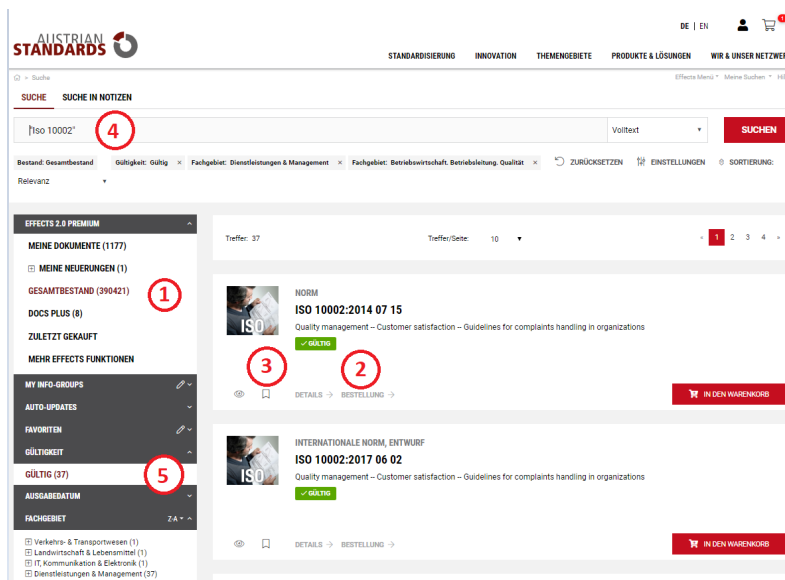 DE | EN
1
AUSTRIAN
STANDARDS
STANDARDISIERUNG INNOVATION THEMENGEBIETE PRODUKTE & LÖSUNGEN WIR & UNSER NETZWER
> Suche
Effects Menü Meine Suchen
SUCHE SUCHE IN NOTIZEN
"Iso 10002" 4 Volltext SUCHEN
Bestand: Gesamtbestand Gültigkeit: Gültig × Fachgebiet: Dienstleistungen & Management × Fachgebiet: Betriebswirtschaft. Betriebsleitung. Qualität × ZURÜCKSETZEN EINSTELLUNGEN SORTIERUNG:
Relevanz
EFFECTS 2.0 PREMIUM
MEINE DOKUMENTE (1177)
MEINE NEUERUNGEN (1)
GESAMTBESTAND (390421) 1
DOCS PLUS (8)
ZULETZT GEKAUFT
MEHR EFFECTS FUNKTIONEN
MY INFO-GROUPS
AUTO-UPDATES
FAVORITEN
GÜLTIGKEIT
GÜLTIG (37) 5
AUSGABEDATUM
FACHGEBIET Z-A
Verkehrs- & Transportwesen (1)
Landwirtschaft & Lebensmittel (1)
IT, Kommunikation & Elektronik (1)
Dienstleistungen & Management (37)
Treffer: 37 Treffer/Seite: 10 « 1 2 3 4 »
NORM
ISO 10002:2014 07 15
Quality management -- Customer satisfaction -- Guidelines for complaints handling in organizations
ISO
✓ GÜLTIG
3 2
DETAILS → BESTELLUNG → IN DEN WARENKORB
INTERNATIONALE NORM, ENTWURF
ISO 10002:2017 06 02
Quality management -- Customer satisfaction -- Guidelines for complaints handling in organizations
ISO
✓ GÜLTIG
DETAILS → BESTELLUNG → IN DEN WARENKORB